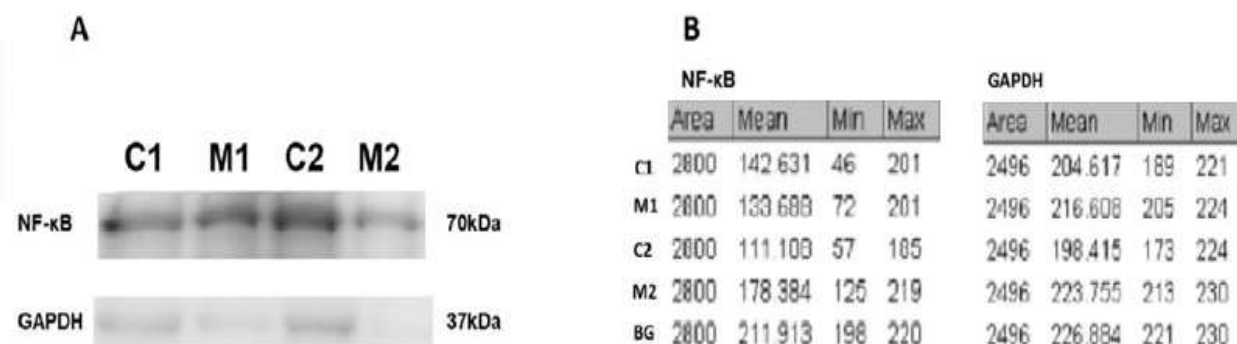 A
B
C1 M1 C2 M2
NF-κB 70kDa
GAPDH 37kDa
NF-κB
Area Mean Min Max
C1 2800 142.631 46 201
M1 2800 133.688 72 201
C2 2800 111.108 57 185
M2 2800 178.384 125 219
BG 2800 211.913 198 220
GAPDH
Area Mean Min Max
2496 204.617 189 221
2496 216.608 205 224
2496 198.415 173 224
2496 223.755 213 230
2496 226.884 221 230